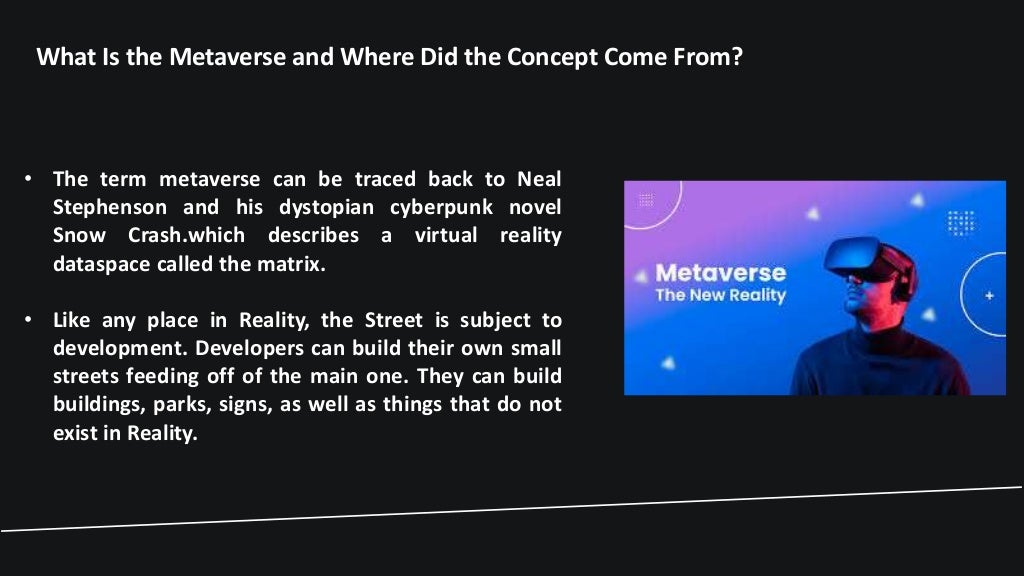 What Is the Metaverse and Where Did the Concept Come From?
• The term metaverse can be traced back to Neal
Stephenson and his dystopian cyberpunk novel
Snow Crash.which describes a virtual reality
dataspace called the matrix.
• Like any place in Reality, the Street is subject to
development. Developers can build their own small
streets feeding off of the main one. They can build
buildings, parks, signs, as well as things that do not
exist in Reality.
Metaverse
The New Reality